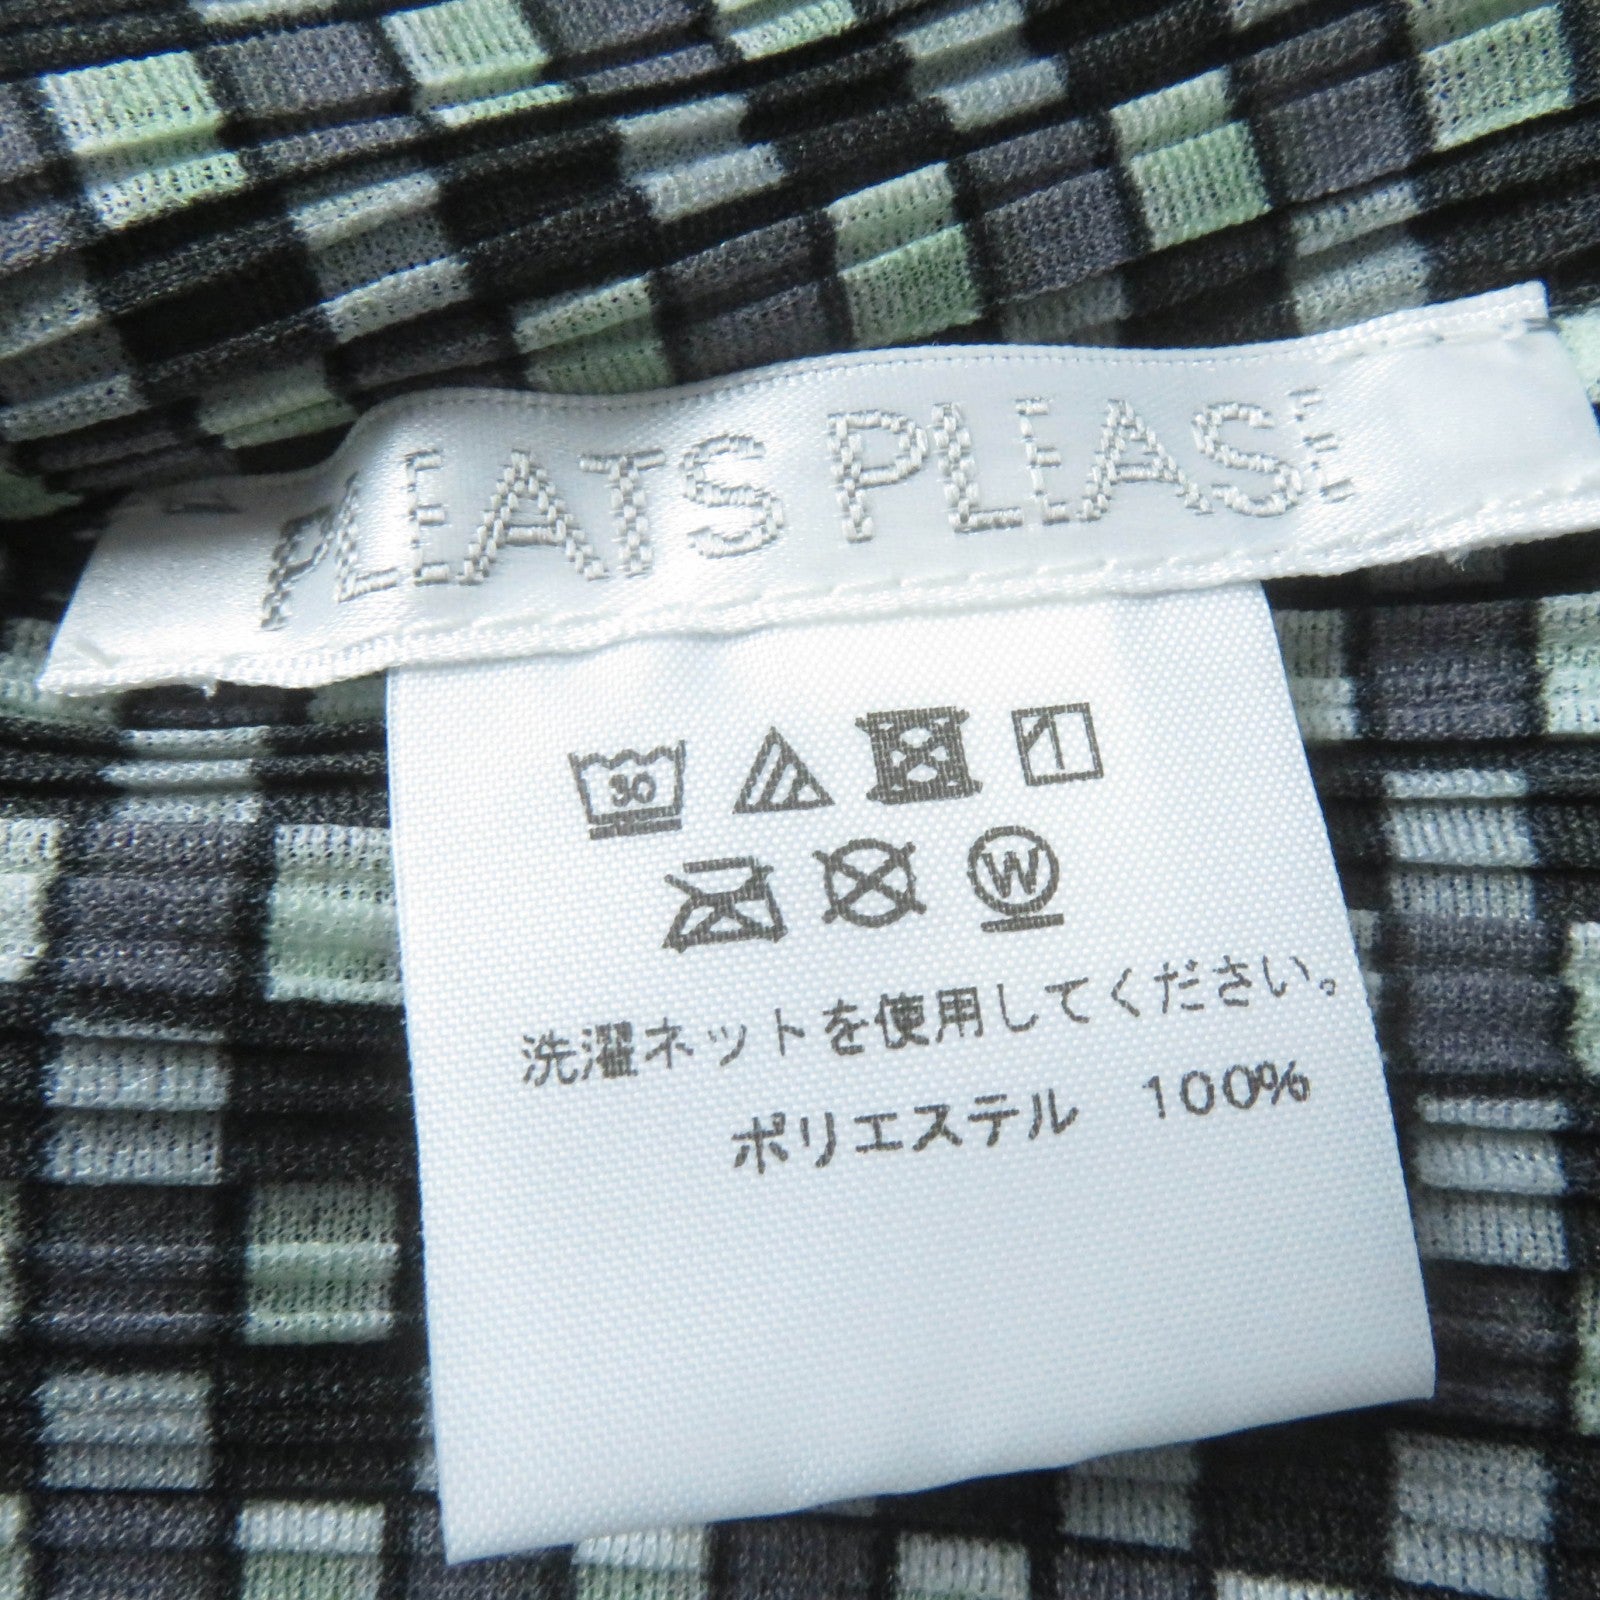 PLEATS PLEASE
30
1
W
洗濯ネットを使用してください。
ポリエステル 100%